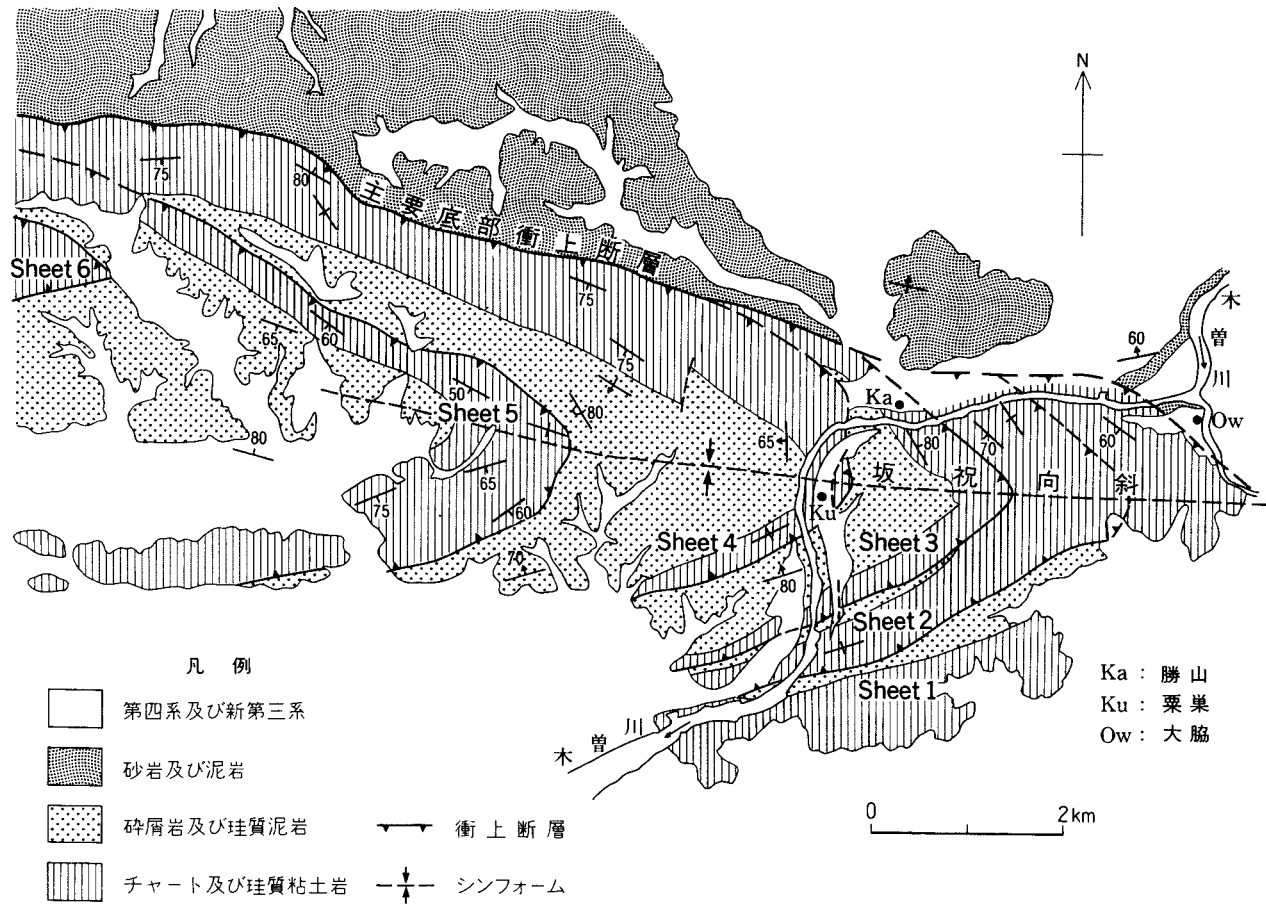 N
75
80
主要底部衝上断層
Sheet 6
75
木曽川
65
60
75
60
50
Sheet 5
80
Ka
Ow
65
80
70
60
坂祝向斜
80
65
Ku
75
60
Sheet 4
Sheet 3
70
80
Sheet 2
Sheet 1
木曽川
凡例
第四系及び新第三系
砂岩及び泥岩
砕屑岩及び珪質泥岩
チャート及び珪質粘土岩
衝上断層
シンフォーム
Ka : 勝山
Ku : 粟巣
Ow : 大脇
0 2km